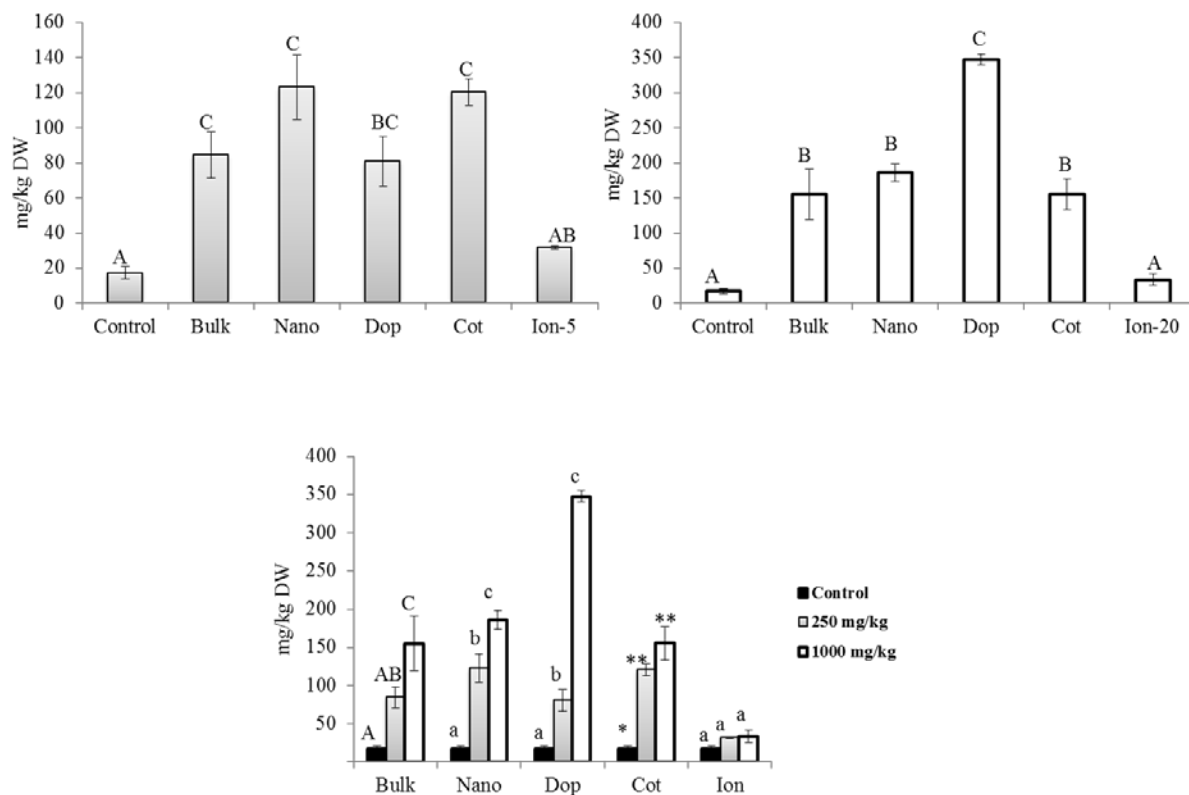 mg/kg DW
160
140
120
100
80
60
40
20
0
A
C
C
BC
C
AB
Control Bulk Nano Dop Cot Ion-5
mg/kg DW
400
350
300
250
200
150
100
50
0
A
B
B
C
B
A
Control Bulk Nano Dop Cot Ion-20
mg/kg DW
400
350
300
250
200
150
100
50
A AB C
a b c
a b c
* ** **
a a a
Bulk Nano Dop Cot Ion
Control
250 mg/kg
1000 mg/kg